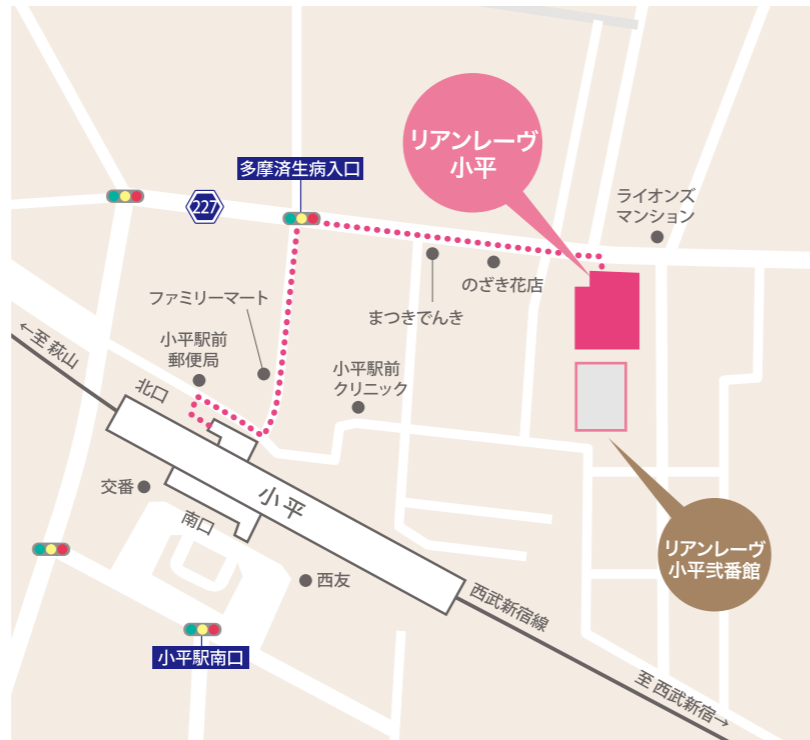 リアンレーヴ
小平
多摩済生病入口
227
ライオンズ
マンション
のざき花店
まつきでんき
ファミリーマート
小平駅前
郵便局
小平駅前
クリニック
←至 萩山
北口
小平
交番
南口
西友
リアンレーヴ
小平弐番館
西武新宿線
小平駅南口
至 西武新宿→